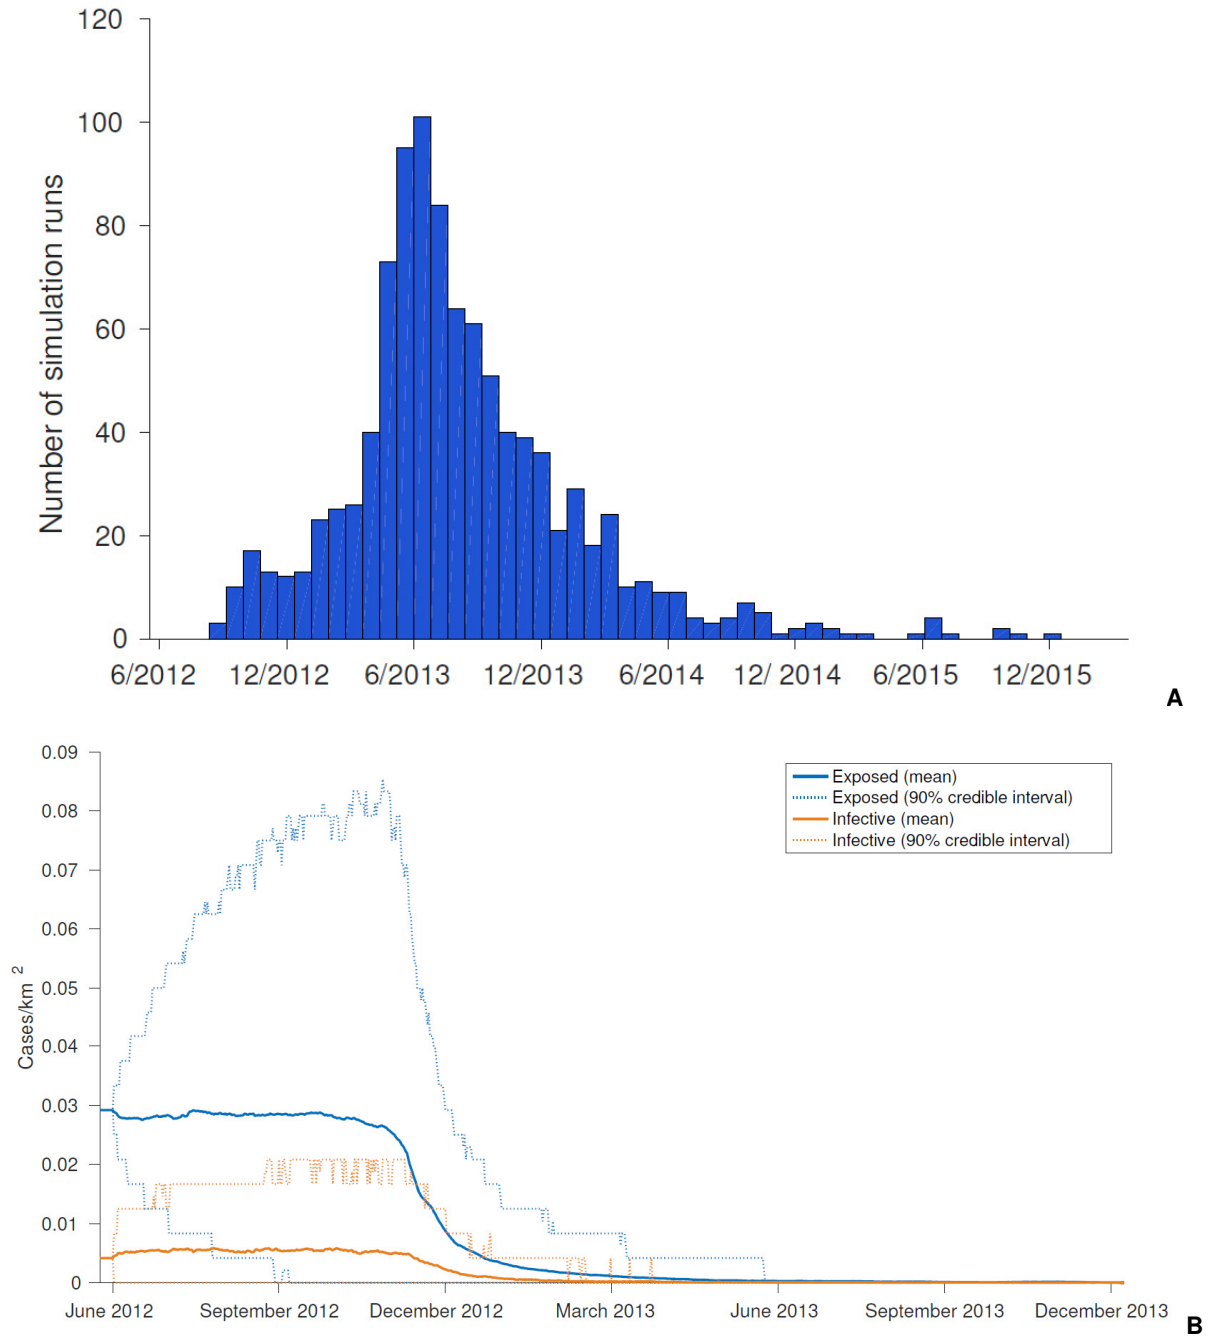 120
100
80
60
40
20
0
Number of simulation runs
6/2012 12/2012 6/2013 12/2013 6/2014 12/ 2014 6/2015 12/2015
A
0.09
0.08
0.07
0.06
0.05
0.04
0.03
0.02
0.01
0
Cases/km 2
Exposed (mean)
Exposed (90% credible interval)
Infective (mean)
Infective (90% credible interval)
June 2012 September 2012 December 2012 March 2013 June 2013 September 2013 December 2013
B